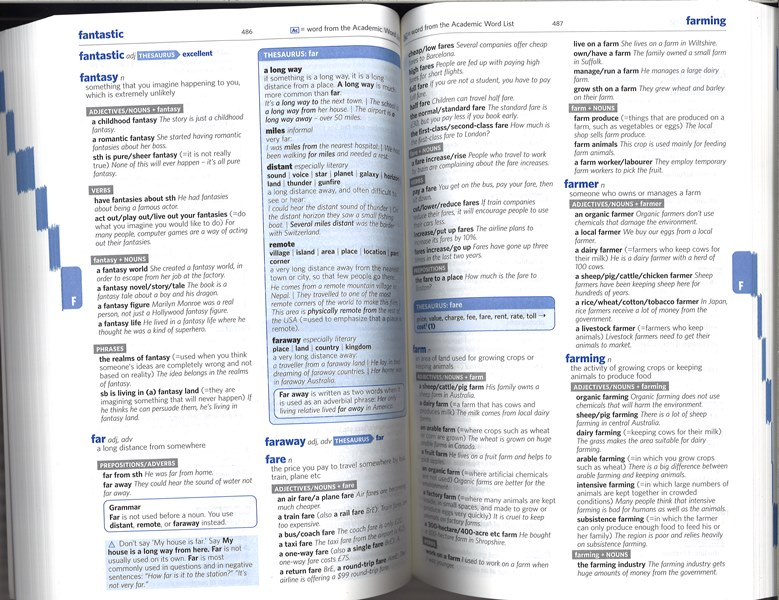 fantastic
486
Ac = word from the Academic Wor
fantastic adj THESAURUS excellent
fantasy n
something that you imagine happening to you,
which is extremely unlikely
ADJECTIVES/NOUNS + fantasy
a childhood fantasy The story is just a childhood
fantasy.
a romantic fantasy She started having romantic
fantasies about her boss.
sth is pure/sheer fantasy (=it is not really
true) None of this will ever happen – it's all pure
fantasy.
VERBS
have fantasies about sth He had fantasies
about being a famous actor.
act out/play out/live out your fantasies (=do
what you imagine you would like to do) For
many people, computer games are a way of acting
out their fantasies.
fantasy + NOUNS
a fantasy world She created a fantasy world, in
order to escape from her job at the factory.
a fantasy novel/story/tale The book is a
fantasy tale about a boy and his dragon.
a fantasy figure Marilyn Monroe was a real
person, not just a Hollywood fantasy figure.
a fantasy life He lived in a fantasy life where he
thought he was a kind of superhero.
PHRASES
the realms of fantasy (=used when you think
someone's ideas are completely wrong and not
based on reality) The idea belongs in the realms
of fantasy.
sb is living in (a) fantasy land (=they are
imagining something that will never happen) If
he thinks he can persuade them, he's living in
fantasy land.
far adj, adv
a long distance from somewhere
PREPOSITIONS/ADVERBS
far from sth He was far from home.
far away They could hear the sound of water not
far away.
Grammar
Far is not used before a noun. You use
distant, remote, or faraway instead.
Don't say 'My house is far.' Say My
house is a long way from here. Far is not
usually used on its own. Far is most
commonly used in questions and in negative
sentences: "How far is it to the station?" "It's
not very far."
F
THESAURUS: far
a long way
if something is a long way, it is a long
distance from a place. A long way is
more common than far:
It's a long way to the next town. | The school is
a long way from his house. | The airport is a
long way away – over 50 miles.
miles informal
very far:
I was miles from the nearest hospital. |
been walking for miles and needed a rest.
distant especially literary
sound | voice | star | planet | galaxy | horizon
land | thunder | gunfire
a long distance away, and often difficult to
see or hear:
I could hear the distant sound of thunder.
the distant horizon they saw a small fishing
boat. | Several miles distant was the border
with Switzerland.
remote
village | island | area | place | location | part
corner
a very long distance away from the nearest
town or city, so that few people go there:
He comes from a remote mountain village in
Nepal. | They travelled to one of the most
remote corners of the world to make this film.
This area is physically remote from the rest of
the USA (=used to emphasize that a place is
remote).
faraway especially literary
place | land | country | kingdom
a very long distance away:
a traveller from a faraway land | He lay in bed
dreaming of faraway countries. | Her
in faraway Australia.
Far away is written as two words when it
is used as an adverbial phrase: Her only
living relative lived far away in America.
faraway adj, adv THESAURUS far
fare n
the price you pay to travel somewhere by
train, plane etc
ADJECTIVES/NOUNS + fare
an air fare/a plane fare Air fares are
much cheaper.
a train fare (also a rail fare BrE)
too expensive.
a bus/coach fare The coach fare is only
a taxi fare The taxi fare from the airport is
a one-way fare (also a single fare BrE)
one-way fare costs £75.
a return fare BrE, a round-trip fare
airline is offering a $99 round-trip fare
= word from the Academic Word List
487
farming
cheap/low fares Several companies offer cheap
fares to Barcelona.
high fares People are fed up with paying high
fares for short flights.
full fare If you are not a student, you have to pay
full fare.
half fare Children can travel half fare.
the normal/standard fare The standard fare is
but you pay less if you book early.
the first-class/second-class fare How much is
the first-class fare to London?
a fare increase/rise People who travel to work
by train are complaining about the fare increases.
pay a fare You get on the bus, pay your fare, then
sit down.
cut/lower/reduce fares If train companies
reduce their fares, it will encourage people to use
their cars less.
increase/put up fares The airline plans to
increase its fares by 10%.
fares increase/go up Fares have gone up three
times in the last two years.
PREPOSITIONS
the fare to a place How much is the fare to
THESAURUS: fare
price, value, charge, fee, fare, rent, rate, toll →
cost¹ (1)
farm n
an area of land used for growing crops or
keeping animals
ADJECTIVES/NOUNS + farm
a sheep/cattle/pig farm His family owns a
sheep farm in Australia.
a dairy farm (=a farm that has cows and
produces milk) The milk comes from local dairy
farms.
an arable farm (=where crops such as wheat
or corn are grown) The wheat is grown on huge
arable farms in Canada.
a fruit farm He lives on a fruit farm and helps to
an organic farm (=where artificial chemicals
are not used) Organic farms are better for the
a factory farm (=where many animals are kept
in small spaces, and made to grow or
very quickly) It is cruel to keep
factory farms.
a 300-hectare/400-acre etc farm He bought
farm in Shropshire.
work on a farm I used to work on a farm when
live on a farm She lives on a farm in Wiltshire.
own/have a farm The family owned a small farm
in Suffolk.
manage/run a farm He manages a large dairy
farm.
grow sth on a farm They grew wheat and barley
on their farm.
farm + NOUNS
farm produce (=things that are produced on a
farm, such as vegetables or eggs) The local
shop sells farm produce.
farm animals This crop is mainly used for feeding
farm animals.
a farm worker/labourer They employ temporary
farm workers to pick the fruit.
farmer n
someone who owns or manages a farm
ADJECTIVES/NOUNS + farmer
an organic farmer Organic farmers don't use
chemicals that damage the environment.
a local farmer We buy our eggs from a local
farmer.
a dairy farmer (=a farmer who keeps cows for
their milk) He is a dairy farmer with a herd of
100 cows.
a sheep/pig/cattle/chicken farmer Sheep
farmers have been keeping sheep here for
hundreds of years.
a rice/wheat/cotton/tobacco farmer In Japan,
rice farmers receive a lot of money from the
government.
a livestock farmer (=farmers who keep
animals) Livestock farmers need to get their
animals to market.
farming n
the activity of growing crops or keeping
animals to produce food
ADJECTIVES/NOUNS + farming
organic farming Organic farming does not use
chemicals that will harm the environment.
sheep/pig farming There is a lot of sheep
farming in central Australia.
dairy farming (=keeping cows for their milk)
The grass makes the area suitable for dairy
farming.
arable farming (=in which you grow crops
such as wheat) There is a big difference between
arable farming and keeping animals.
intensive farming (=in which large numbers of
animals are kept together in crowded
conditions) Many people think that intensive
farming is bad for humans as well as the animals.
subsistence farming (=in which the farmer
can only produce enough food to feed his or
her family) The region is poor and relies heavily
on subsistence farming.
farming + NOUNS
the farming industry The farming industry gets
huge amounts of money from the government.
F